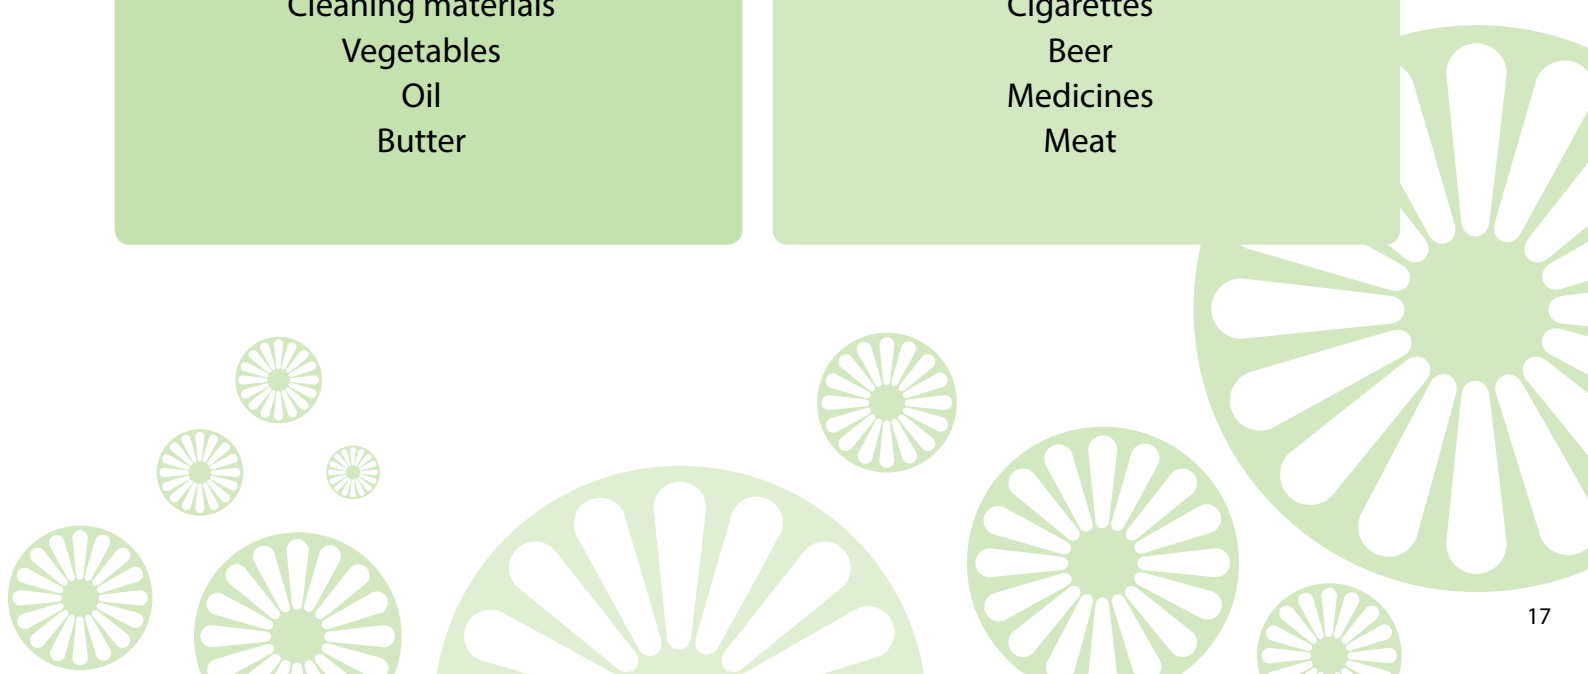 Cleaning materials
Vegetables
Oil
Butter
Cigarettes
Beer
Medicines
Meat
17